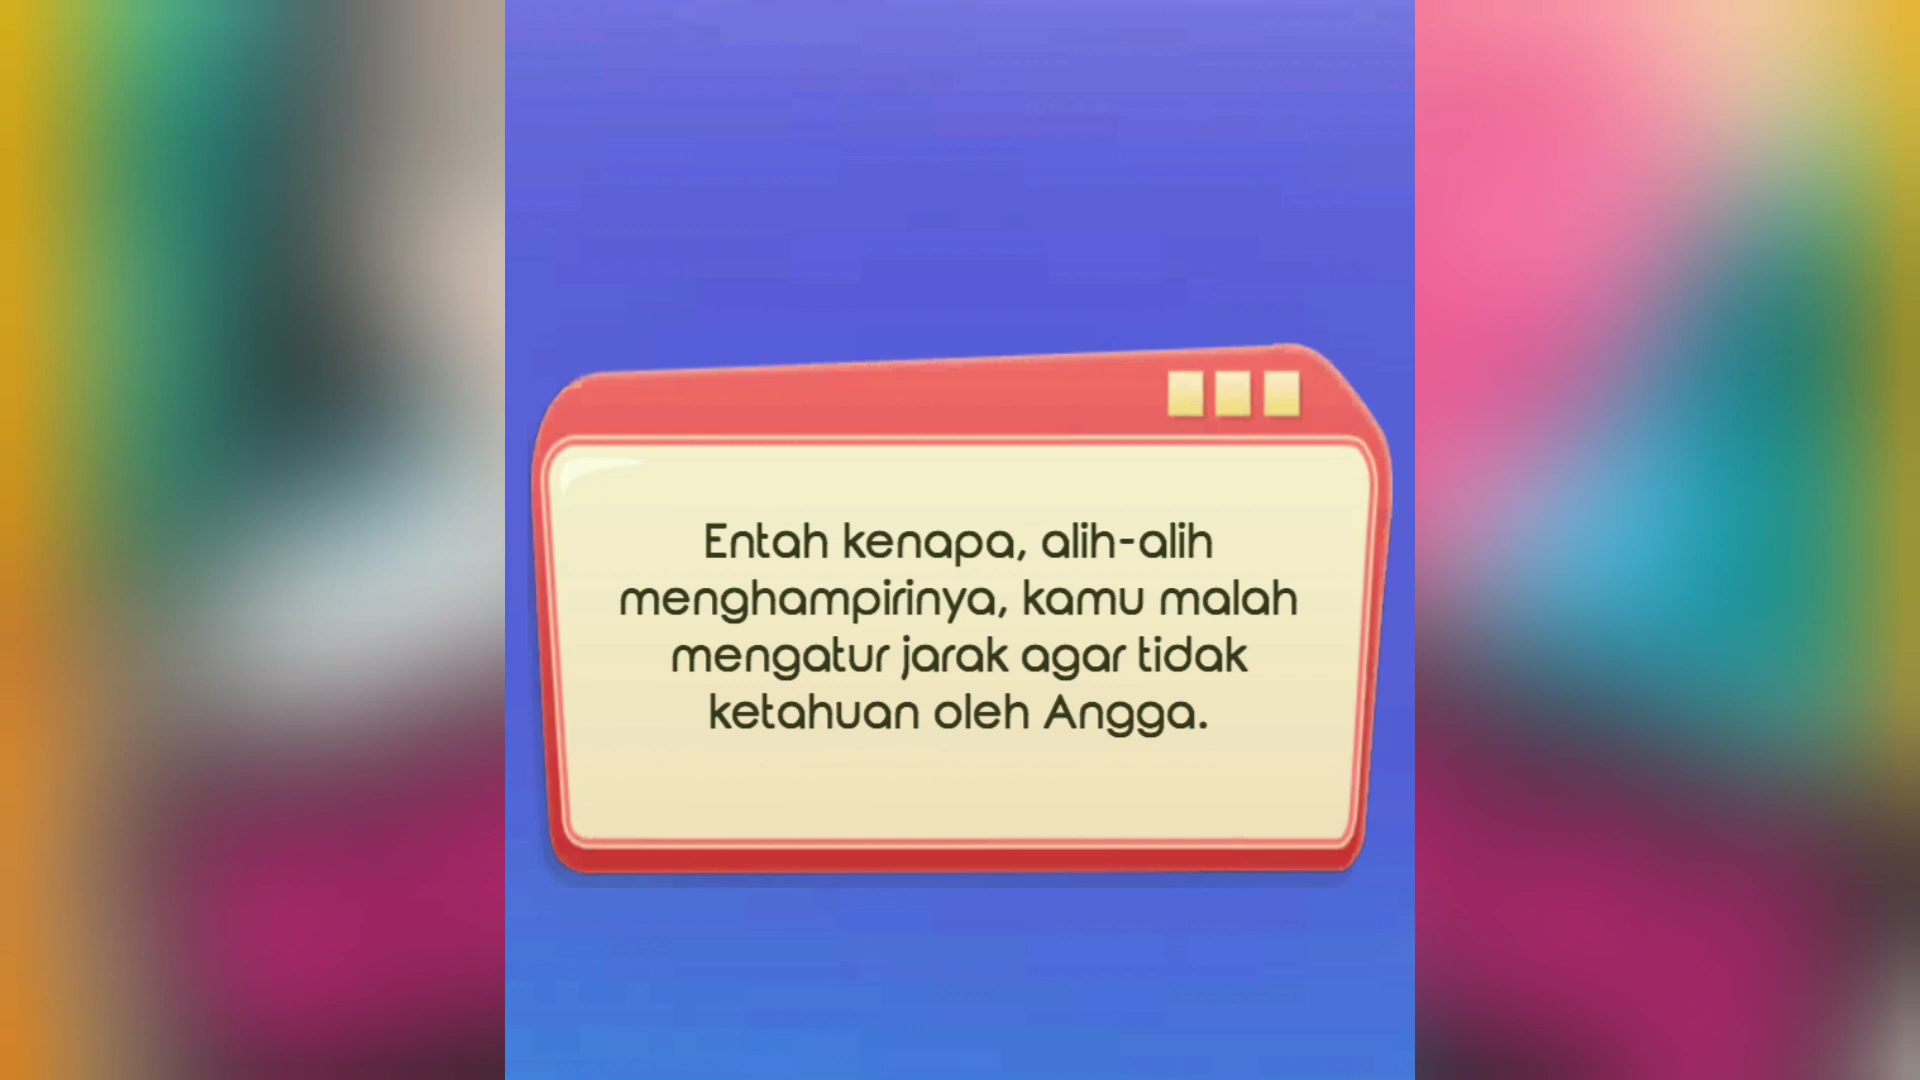 Entah kenapa, alih-alih
menghampirinya, kamu malah
mengatur jarak agar tidak
ketahuan oleh Angga.